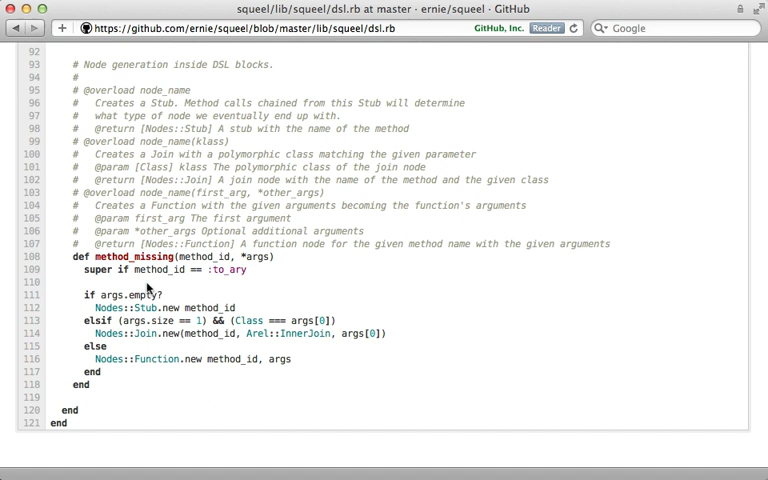 squeel/lib/squeel/dsl.rb at master · ernie/squeel · GitHub
https://github.com/ernie/squeel/blob/master/lib/squeel/dsl.rb GitHub, Inc. Reader Google
92
93 # Node generation inside DSL blocks.
94 #
95 # @overload node_name
96 # Creates a Stub. Method calls chained from this Stub will determine
97 # what type of node we eventually end up with.
98 # @return [Nodes::Stub] A stub with the name of the method
99 # @overload node_name(klass)
100 # Creates a Join with a polymorphic class matching the given parameter
101 # @param [Class] klass The polymorphic class of the join node
102 # @return [Nodes::Join] A join node with the name of the method and the given class
103 # @overload node_name(first_arg, *other_args)
104 # Creates a Function with the given arguments becoming the function's arguments
105 # @param first_arg The first argument
106 # @param *other_args Optional additional arguments
107 # @return [Nodes::Function] A function node for the given method name with the given arguments
108 def method_missing(method_id, *args)
109 super if method_id == :to_ary
110
111 if args.empty?
112 Nodes::Stub.new method_id
113 elsif (args.size == 1) && (Class === args[0])
114 Nodes::Join.new(method_id, Arel::InnerJoin, args[0])
115 else
116 Nodes::Function.new method_id, args
117 end
118 end
119
120 end
121 end